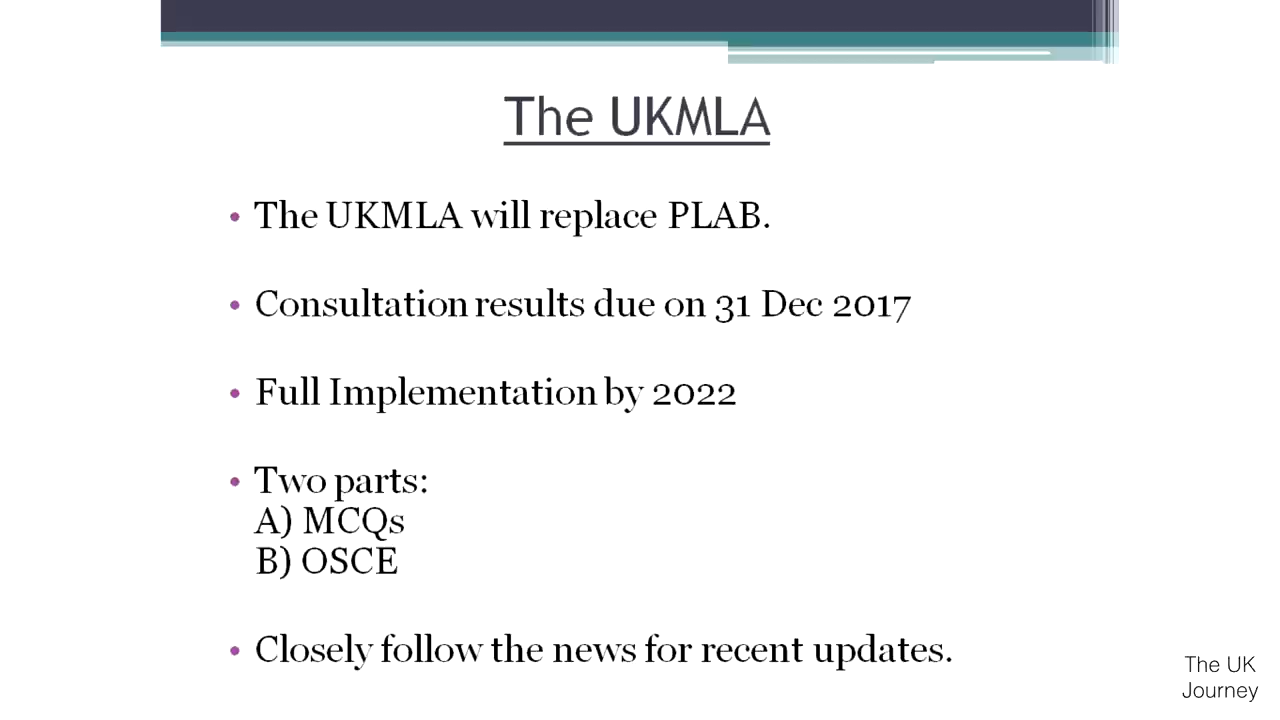 The UKMLA
• The UKMLA will replace PLAB.
• Consultation results due on 31 Dec 2017
• Full Implementation by 2022
• Two parts:
A) MCQs
B) OSCE
• Closely follow the news for recent updates.
The UK
Journey